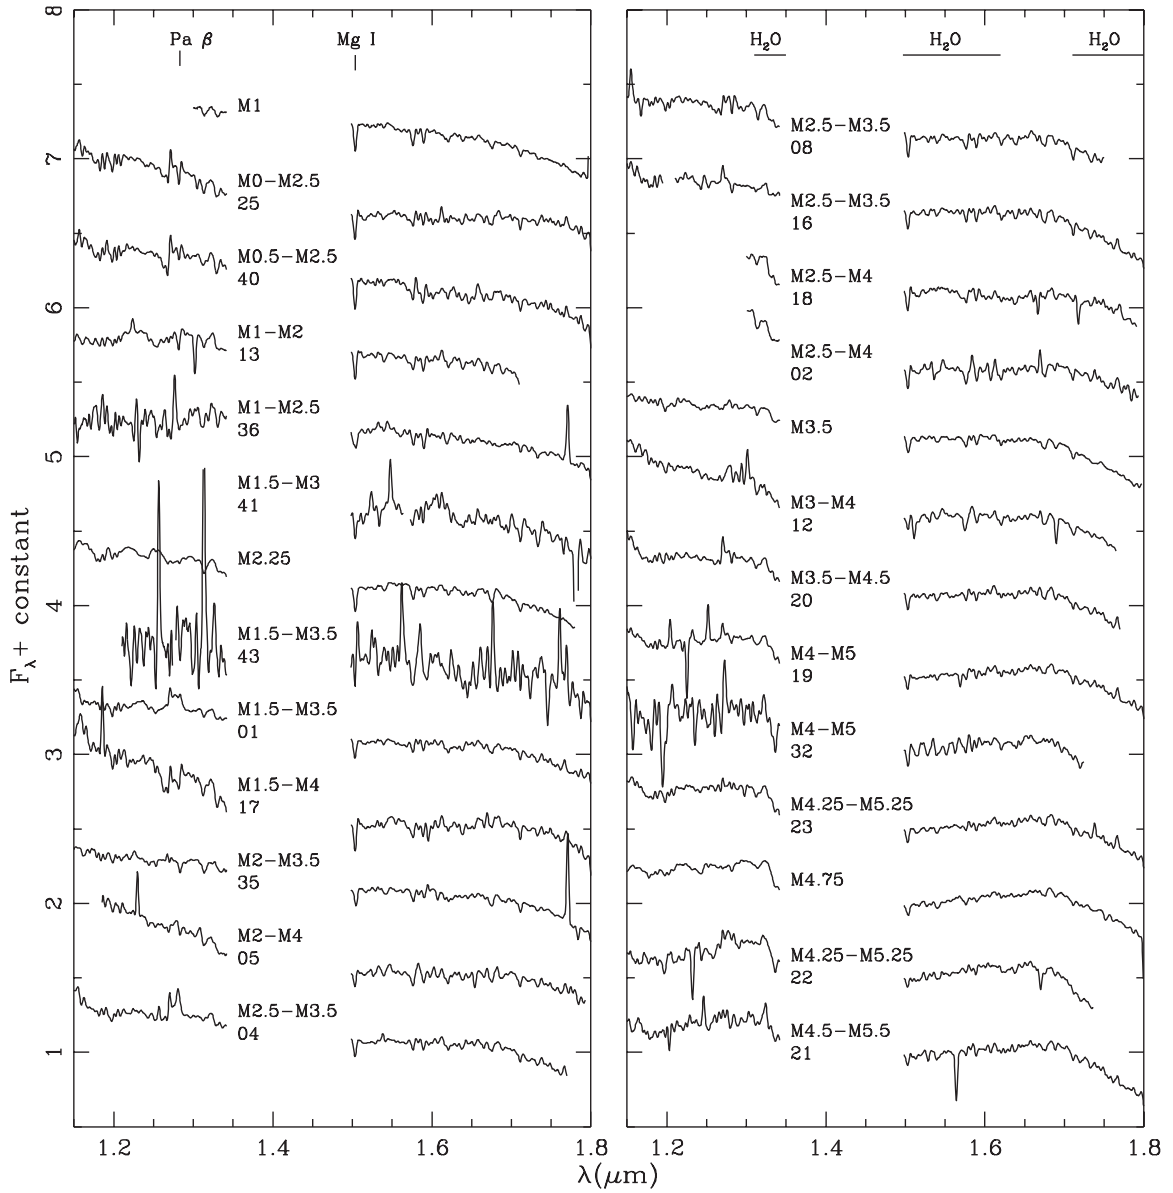 8
7
6
5
4
3
2
1
F_λ + constant
Pa β
Mg I
M1
M0−M2.5
25
M0.5−M2.5
40
M1−M2
13
M1−M2.5
36
M1.5−M3
41
M2.25
M1.5−M3.5
43
M1.5−M3.5
01
M1.5−M4
17
M2−M3.5
35
M2−M4
05
M2.5−M3.5
04
1.2
1.4
1.6
1.8
H₂O
H₂O
H₂O
M2.5−M3.5
08
M2.5−M3.5
16
M2.5−M4
18
M2.5−M4
02
M3.5
M3−M4
12
M3.5−M4.5
20
M4−M5
19
M4−M5
32
M4.25−M5.25
23
M4.75
M4.25−M5.25
22
M4.5−M5.5
21
1.2
1.4
1.6
1.8
λ(μm)